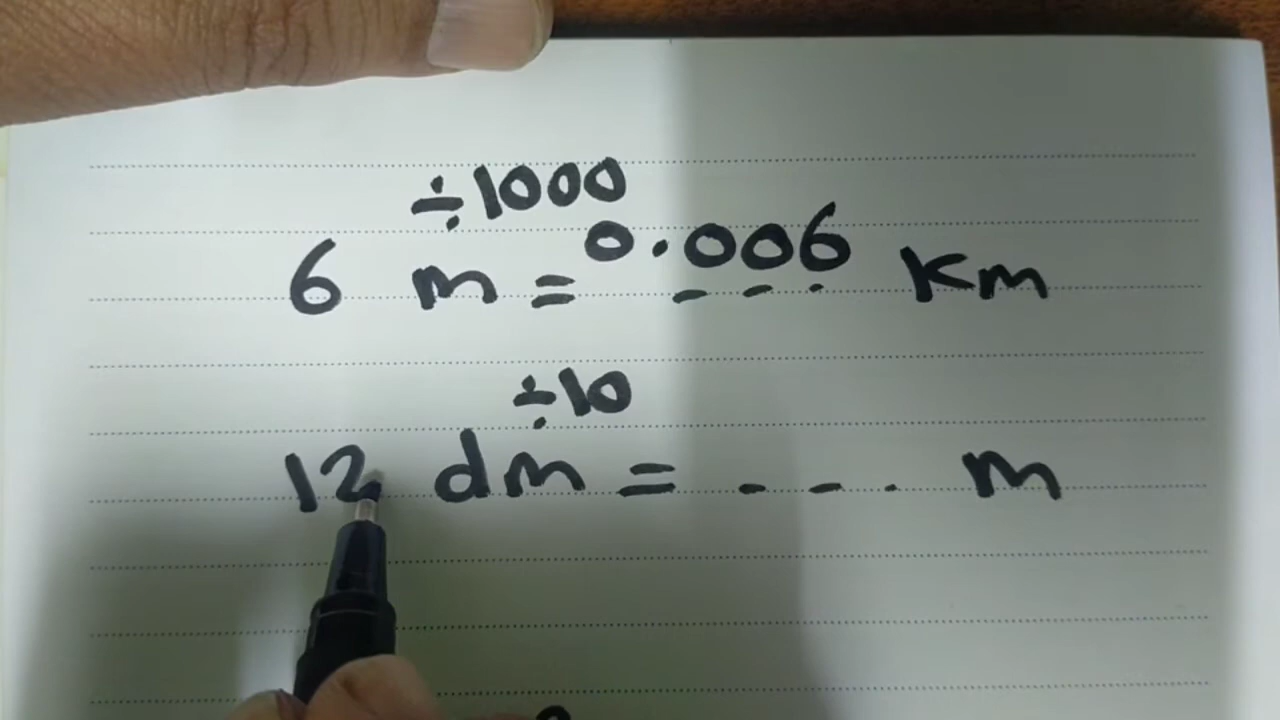 ÷1000
6 m = 0.006 Km
÷10
12 dm = --. m